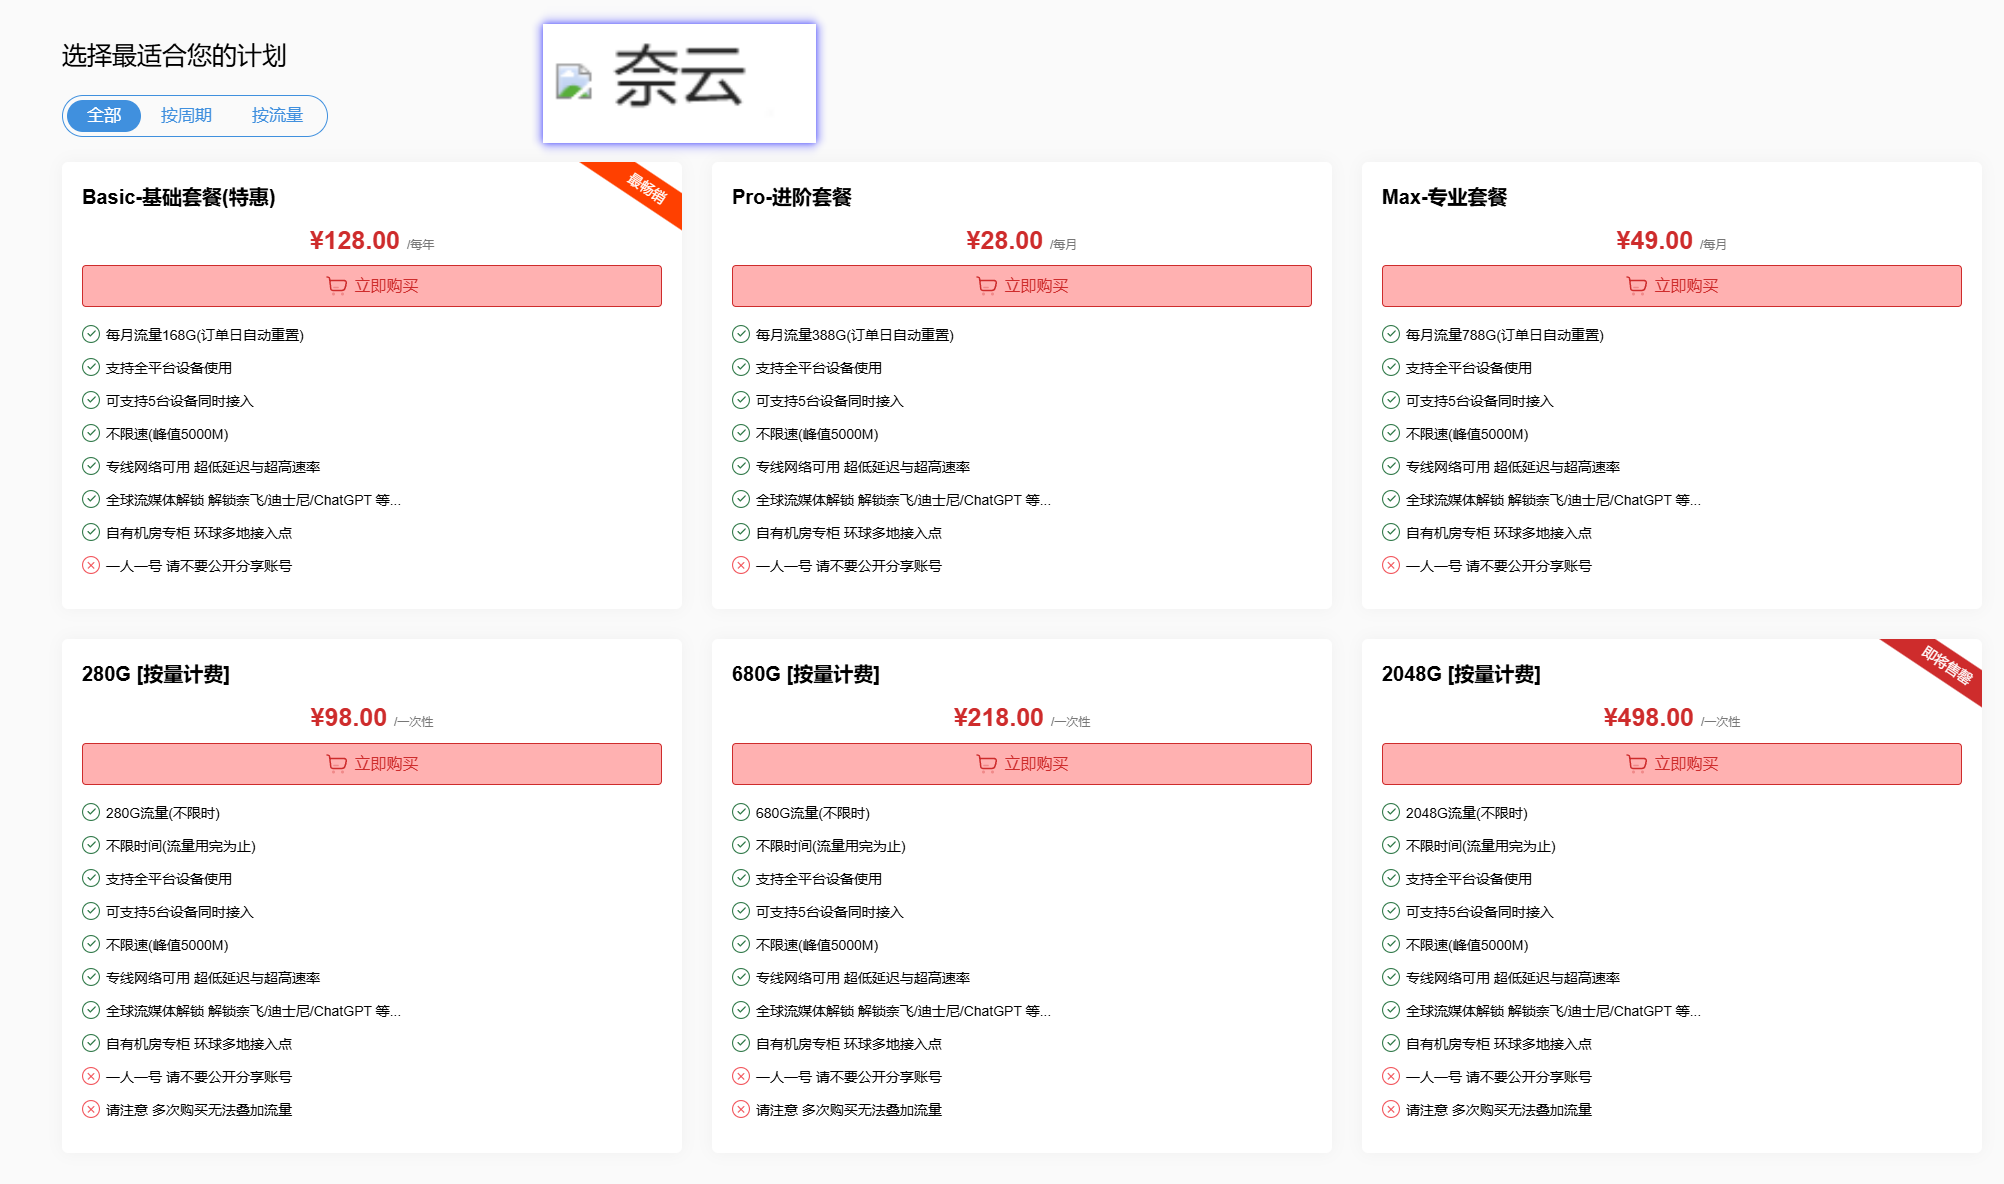 选择最适合您的计划
奈云
全部 按周期 按流量
Basic-基础套餐(特惠)
最畅销
¥128.00 /每年
立即购买
每月流量168G(订单日自动重置)
支持全平台设备使用
可支持5台设备同时接入
不限速(峰值5000M)
专线网络可用 超低延迟与超高速率
全球流媒体解锁 解锁奈飞/迪士尼/ChatGPT 等...
自有机房专柜 环球多地接入点
一人一号 请不要公开分享账号
Pro-进阶套餐
¥28.00 /每月
立即购买
每月流量388G(订单日自动重置)
支持全平台设备使用
可支持5台设备同时接入
不限速(峰值5000M)
专线网络可用 超低延迟与超高速率
全球流媒体解锁 解锁奈飞/迪士尼/ChatGPT 等...
自有机房专柜 环球多地接入点
一人一号 请不要公开分享账号
Max-专业套餐
¥49.00 /每月
立即购买
每月流量788G(订单日自动重置)
支持全平台设备使用
可支持5台设备同时接入
不限速(峰值5000M)
专线网络可用 超低延迟与超高速率
全球流媒体解锁 解锁奈飞/迪士尼/ChatGPT 等...
自有机房专柜 环球多地接入点
一人一号 请不要公开分享账号
280G [按量计费]
¥98.00 /一次性
立即购买
280G流量(不限时)
不限时间(流量用完为止)
支持全平台设备使用
可支持5台设备同时接入
不限速(峰值5000M)
专线网络可用 超低延迟与超高速率
全球流媒体解锁 解锁奈飞/迪士尼/ChatGPT 等...
自有机房专柜 环球多地接入点
一人一号 请不要公开分享账号
请注意 多次购买无法叠加流量
680G [按量计费]
¥218.00 /一次性
立即购买
680G流量(不限时)
不限时间(流量用完为止)
支持全平台设备使用
可支持5台设备同时接入
不限速(峰值5000M)
专线网络可用 超低延迟与超高速率
全球流媒体解锁 解锁奈飞/迪士尼/ChatGPT 等...
自有机房专柜 环球多地接入点
一人一号 请不要公开分享账号
请注意 多次购买无法叠加流量
2048G [按量计费]
即将售罄
¥498.00 /一次性
立即购买
2048G流量(不限时)
不限时间(流量用完为止)
支持全平台设备使用
可支持5台设备同时接入
不限速(峰值5000M)
专线网络可用 超低延迟与超高速率
全球流媒体解锁 解锁奈飞/迪士尼/ChatGPT 等...
自有机房专柜 环球多地接入点
一人一号 请不要公开分享账号
请注意 多次购买无法叠加流量